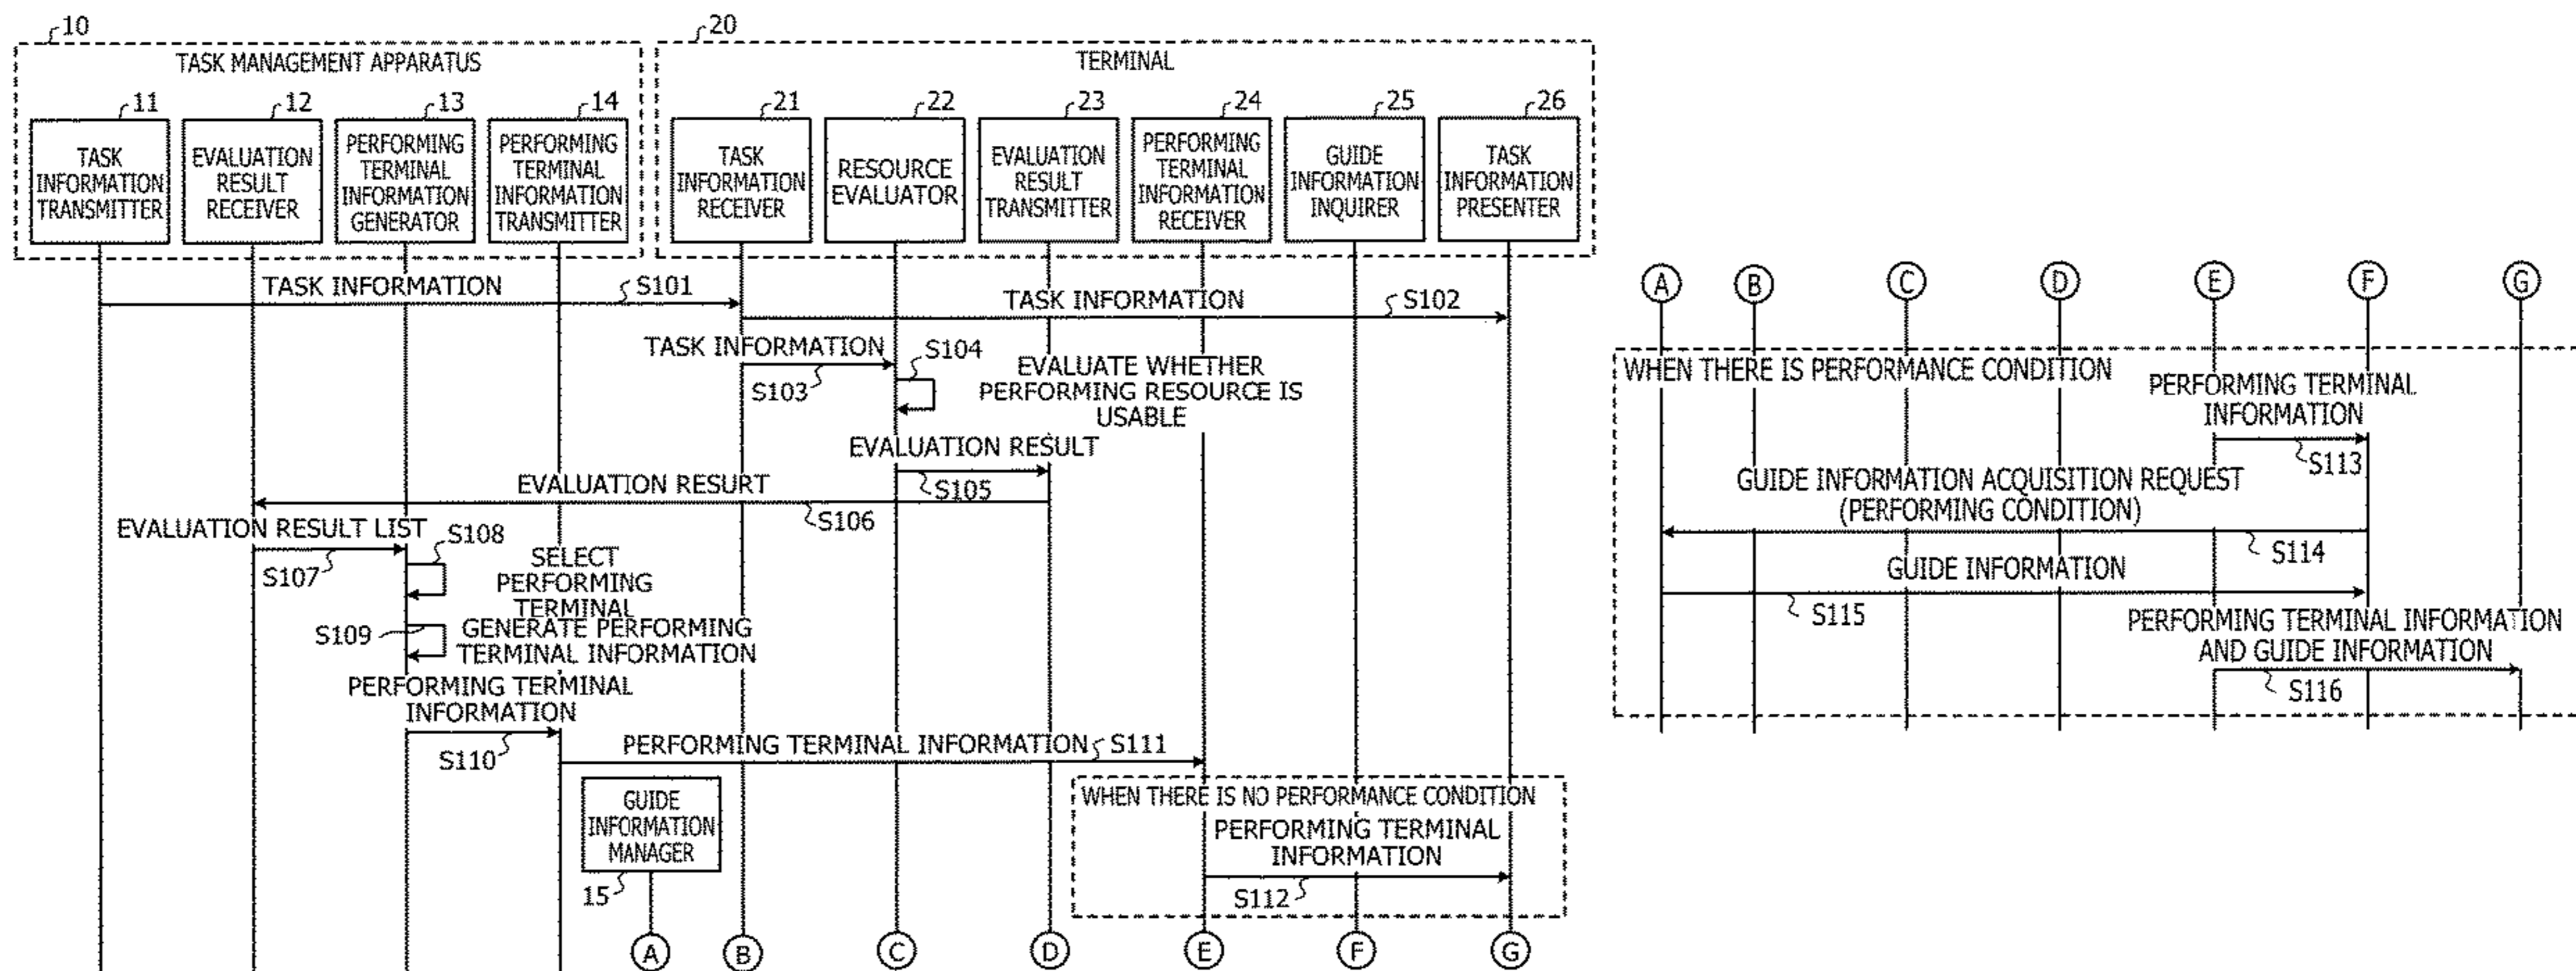 10
TASK MANAGEMENT APPARATUS
11
TASK
INFORMATION
TRANSMITTER
12
EVALUATION
RESULT
RECEIVER
13
PERFORMING
TERMINAL
INFORMATION
GENERATOR
14
PERFORMING
TERMINAL
INFORMATION
TRANSMITTER
20
TERMINAL
21
TASK
INFORMATION
RECEIVER
22
RESOURCE
EVALUATOR
23
EVALUATION
RESULT
TRANSMITTER
24
PERFORMING
TERMINAL
INFORMATION
RECEIVER
25
GUIDE
INFORMATION
INQUIRER
26
TASK
INFORMATION
PRESENTER
TASK INFORMATION
S101
TASK INFORMATION
S102
TASK INFORMATION
S103
S104
EVALUATE WHETHER
PERFORMING RESOURCE IS
USABLE
EVALUATION RESULT
S105
EVALUATION RESURT
S106
EVALUATION RESULT LIST
S107
S108
SELECT
PERFORMING
TERMINAL
S109
GENERATE PERFORMING
TERMINAL INFORMATION
PERFORMING TERMINAL
INFORMATION
S110
PERFORMING TERMINAL INFORMATION
S111
GUIDE
INFORMATION
MANAGER
15
WHEN THERE IS NO PERFORMANCE CONDITION
PERFORMING TERMINAL
INFORMATION
S112
A B C D E F G
A B C D E F G
WHEN THERE IS PERFORMANCE CONDITION
PERFORMING TERMINAL
INFORMATION
S113
GUIDE INFORMATION ACQUISITION REQUEST
(PERFORMING CONDITION)
S114
GUIDE INFORMATION
S115
PERFORMING TERMINAL INFORMATION
AND GUIDE INFORMATION
S116